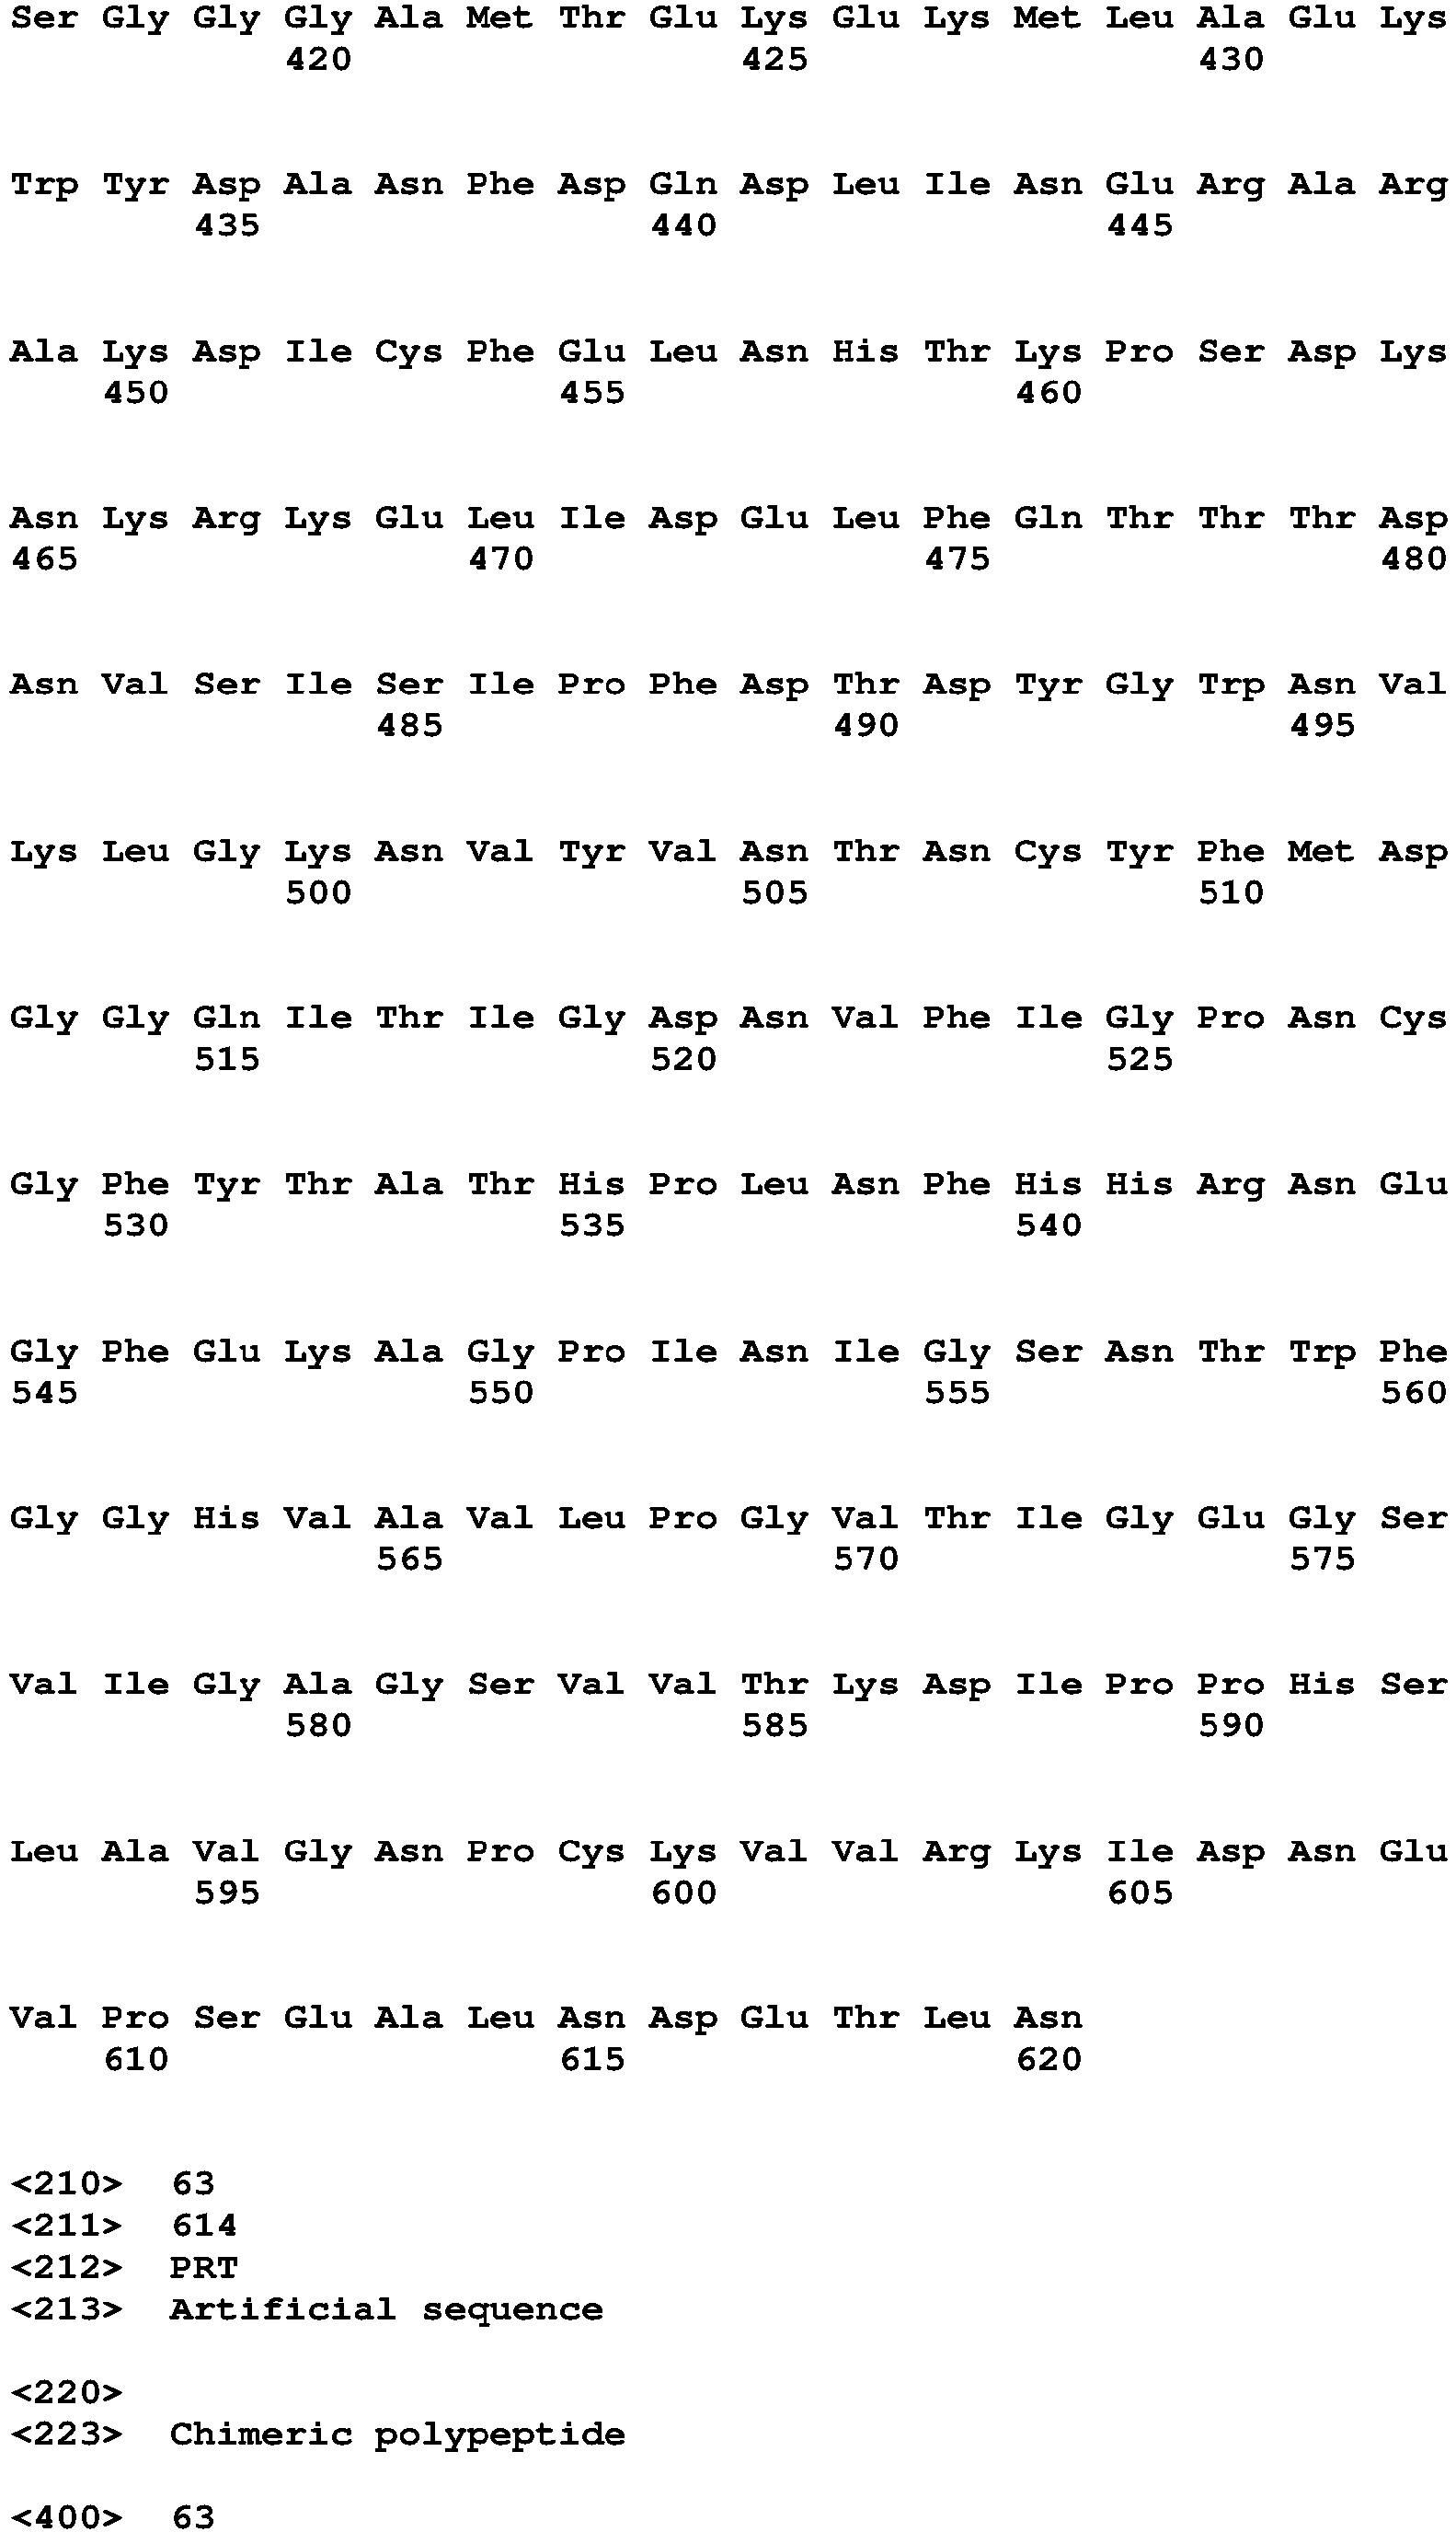 Ser Gly Gly Gly Ala Met Thr Glu Lys Glu Lys Met Leu Ala Glu Lys
420 425 430
Trp Tyr Asp Ala Asn Phe Asp Gln Asp Leu Ile Asn Glu Arg Ala Arg
435 440 445
Ala Lys Asp Ile Cys Phe Glu Leu Asn His Thr Lys Pro Ser Asp Lys
450 455 460
Asn Lys Arg Lys Glu Leu Ile Asp Glu Leu Phe Gln Thr Thr Thr Asp
465 470 475 480
Asn Val Ser Ile Ser Ile Pro Phe Asp Thr Asp Tyr Gly Trp Asn Val
485 490 495
Lys Leu Gly Lys Asn Val Tyr Val Asn Thr Asn Cys Tyr Phe Met Asp
500 505 510
Gly Gly Gln Ile Thr Ile Gly Asp Asn Val Phe Ile Gly Pro Asn Cys
515 520 525
Gly Phe Tyr Thr Ala Thr His Pro Leu Asn Phe His His Arg Asn Glu
530 535 540
Gly Phe Glu Lys Ala Gly Pro Ile Asn Ile Gly Ser Asn Thr Trp Phe
545 550 555 560
Gly Gly His Val Ala Val Leu Pro Gly Val Thr Ile Gly Glu Gly Ser
565 570 575
Val Ile Gly Ala Gly Ser Val Val Thr Lys Asp Ile Pro Pro His Ser
580 585 590
Leu Ala Val Gly Asn Pro Cys Lys Val Val Arg Lys Ile Asp Asn Glu
595 600 605
Val Pro Ser Glu Ala Leu Asn Asp Glu Thr Leu Asn
610 615 620
<210> 63
<211> 614
<212> PRT
<213> Artificial sequence
<220>
<223> Chimeric polypeptide
<400> 63